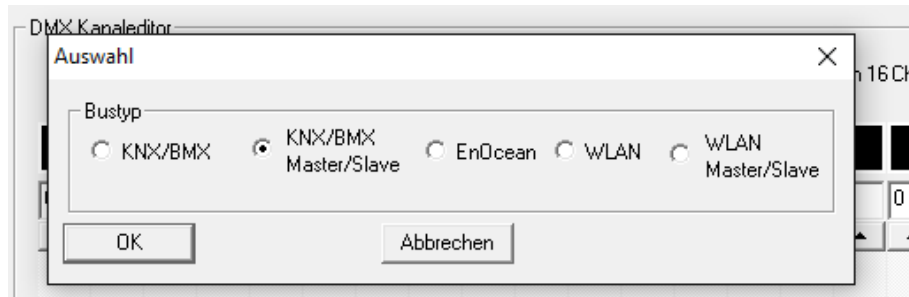 DMX Kanaleditor
Auswahl
16
Bustyp
KNX/BMX
KNX/BMX
Master/Slave
EnOcean
WLAN
WLAN
Master/Slave
0
OK
Abbrechen